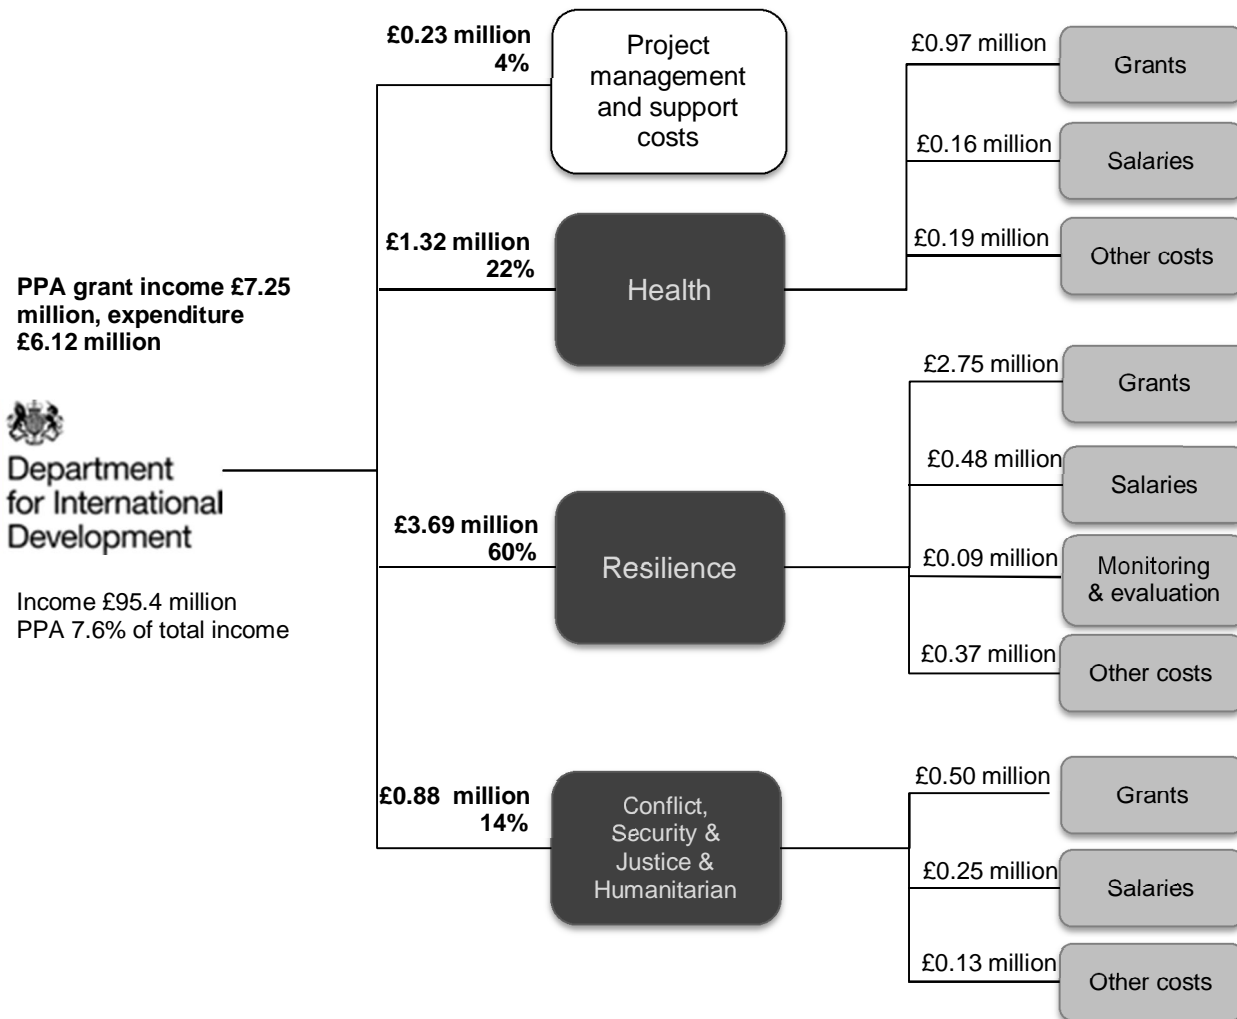 PPA grant income £7.25
million, expenditure
£6.12 million
Department
for International
Development
Income £95.4 million
PPA 7.6% of total income
£0.23 million
4%
Project
management
and support
costs
£1.32 million
22%
Health
£0.97 million
Grants
£0.16 million
Salaries
£0.19 million
Other costs
£3.69 million
60%
Resilience
£2.75 million
Grants
£0.48 million
Salaries
£0.09 million
Monitoring
& evaluation
£0.37 million
Other costs
£0.88 million
14%
Conflict,
Security &
Justice &
Humanitarian
£0.50 million
Grants
£0.25 million
Salaries
£0.13 million
Other costs